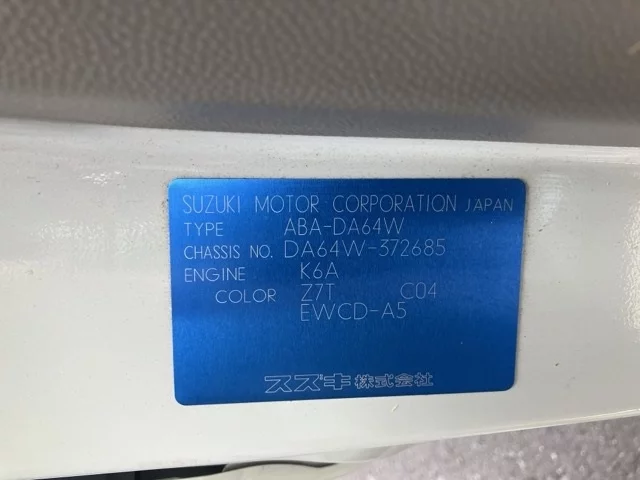 SUZUKI MOTOR CORPORATION JAPAN
TYPE ABA-DA64W
CHASSIS NO. DA64W-372685
ENGINE K6A
COLOR Z7T C04
EWCD-A5
スズキ株式会社